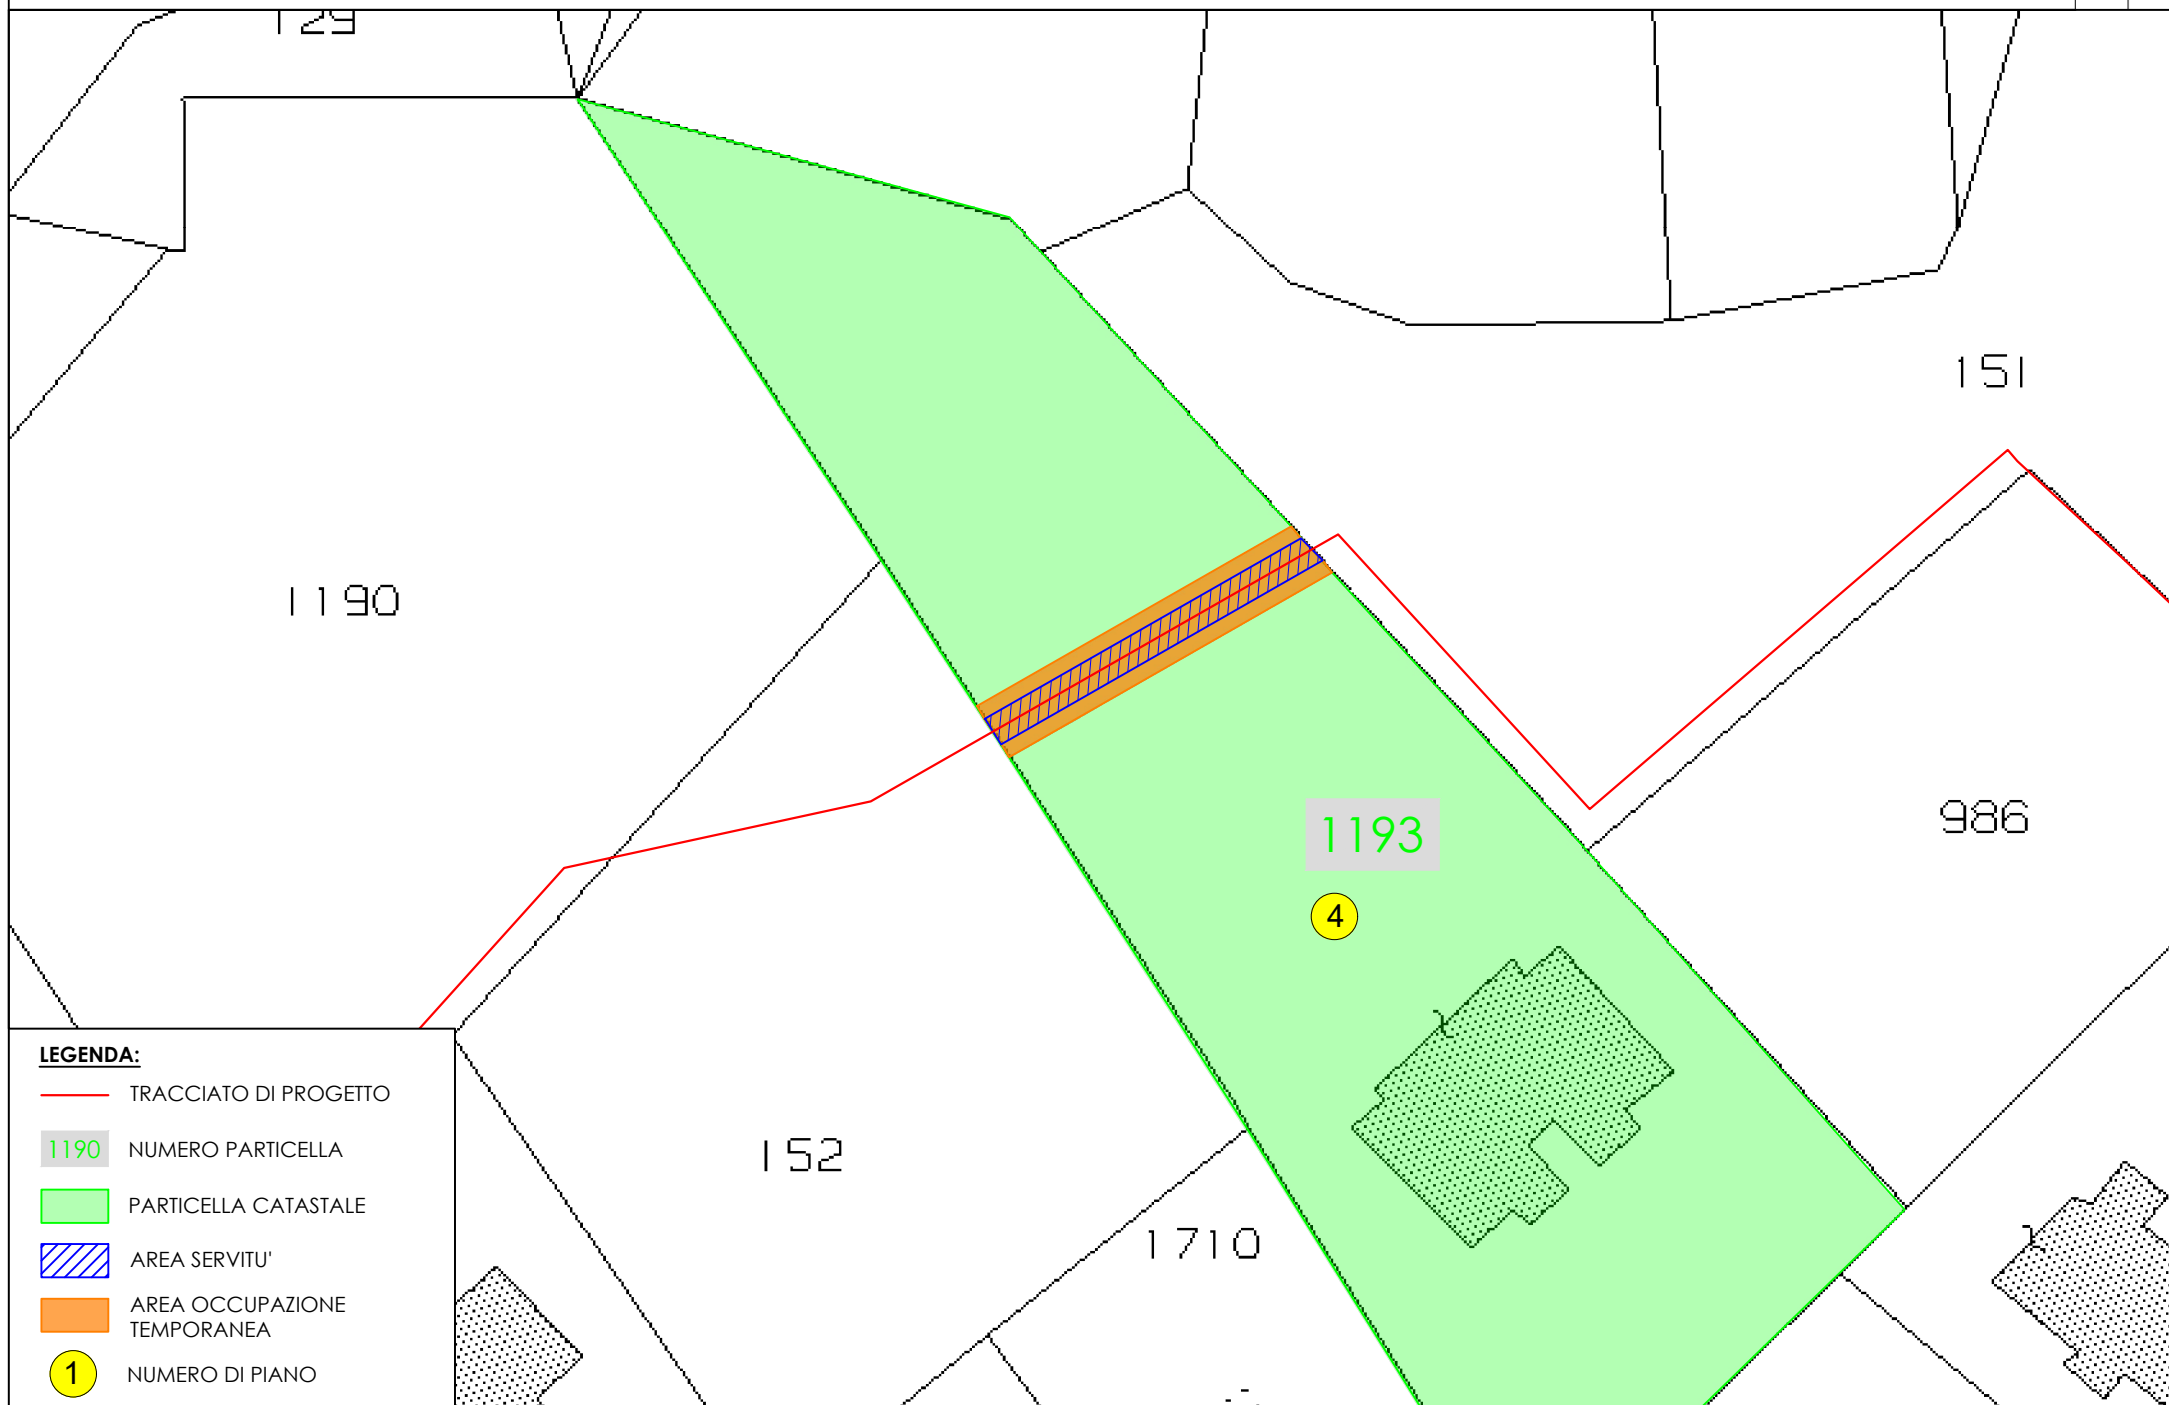 151
1190
986
1193
4
152
1710
LEGENDA:
TRACCIATO DI PROGETTO
1190 NUMERO PARTICELLA
PARTICELLA CATASTALE
AREA SERVITU'
AREA OCCUPAZIONE
TEMPORANEA
1 NUMERO DI PIANO